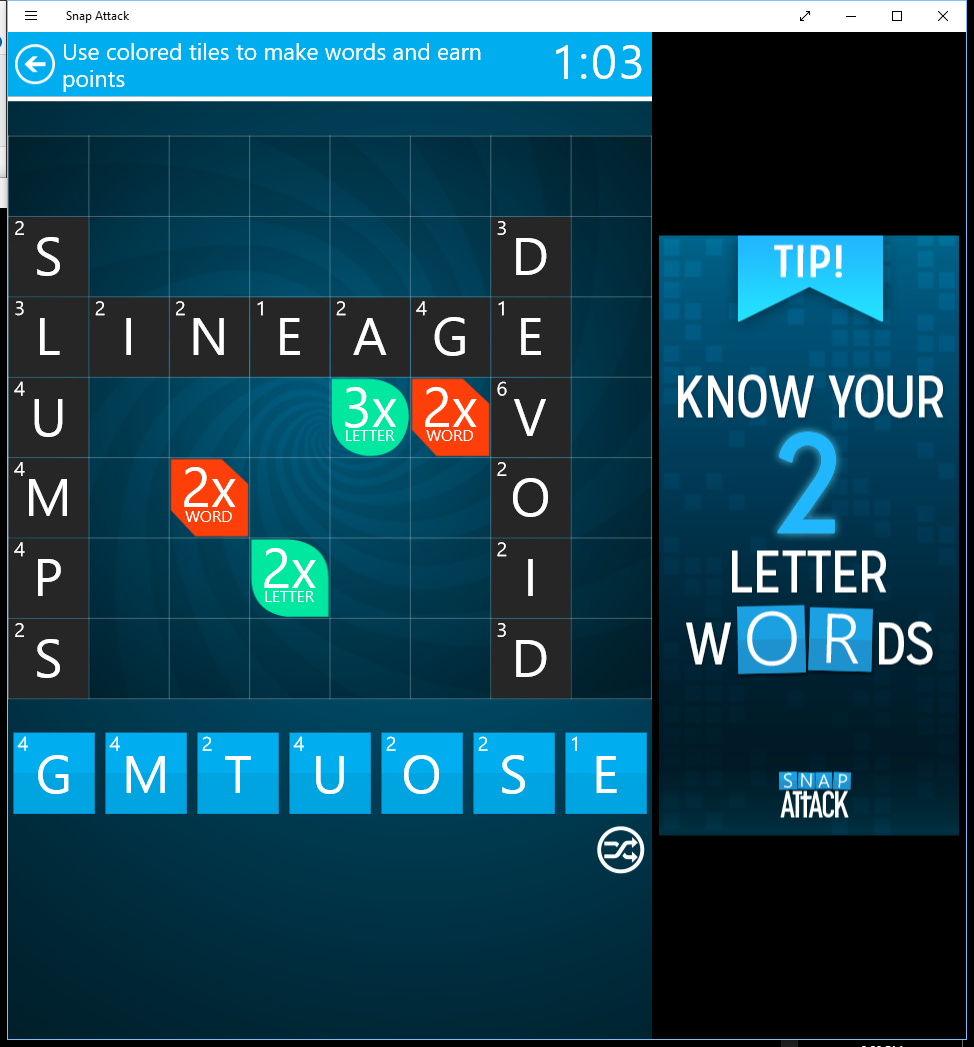 Snap Attack
Use colored tiles to make words and earn
points
1:03
2 S 3 D
3 L 2 I 2 N 1 E 2 A 4 G 1 E
4 U 3x LETTER 2x WORD 6 V
4 M 2x WORD 2 O
4 P 2x LETTER 2 I
2 S 3 D
4 G 4 M 2 T 4 U 2 O 2 S 1 E
TIP!
KNOW YOUR
2
LETTER
WORDS
SNAP
ATTACK